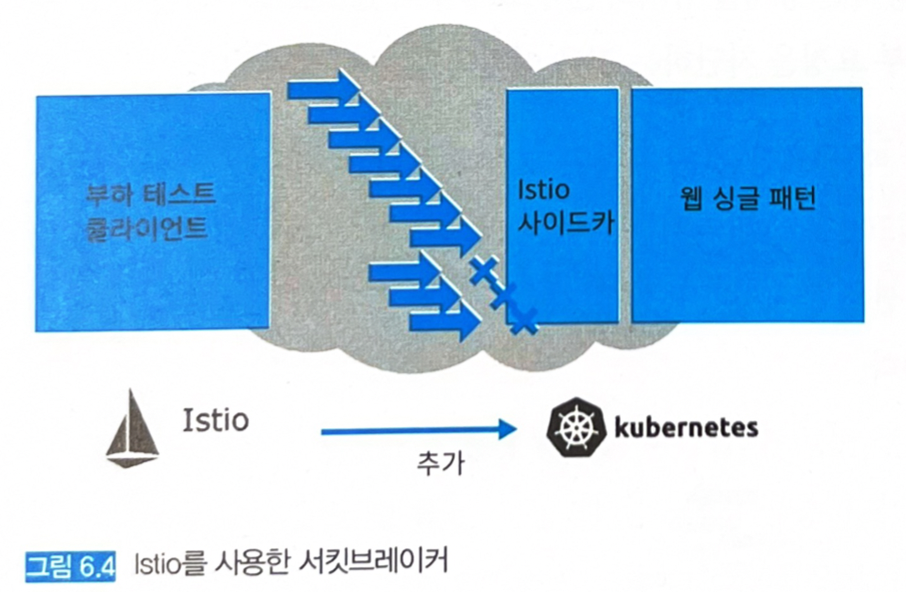 부하 테스트
클라이언트
Istio
사이드카
웹 싱글 패턴
Istio
추가
kubernetes
그림 6.4 Istio를 사용한 서킷브레이커